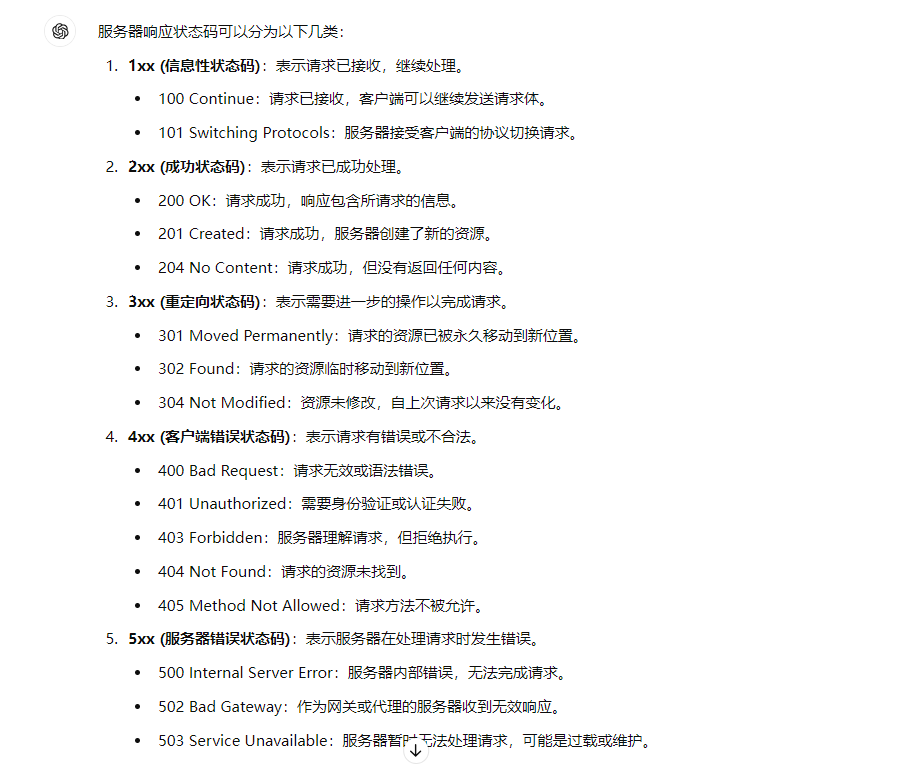 服务器响应状态码可以分为以下几类：
1. 1xx (信息性状态码)：表示请求已接收，继续处理。
• 100 Continue：请求已接收，客户端可以继续发送请求体。
• 101 Switching Protocols：服务器接受客户端的协议切换请求。
2. 2xx (成功状态码)：表示请求已成功处理。
• 200 OK：请求成功，响应包含所请求的信息。
• 201 Created：请求成功，服务器创建了新的资源。
• 204 No Content：请求成功，但没有返回任何内容。
3. 3xx (重定向状态码)：表示需要进一步的操作以完成请求。
• 301 Moved Permanently：请求的资源已被永久移动到新位置。
• 302 Found：请求的资源临时移动到新位置。
• 304 Not Modified：资源未修改，自上次请求以来没有变化。
4. 4xx (客户端错误状态码)：表示请求有错误或不合法。
• 400 Bad Request：请求无效或语法错误。
• 401 Unauthorized：需要身份验证或认证失败。
• 403 Forbidden：服务器理解请求，但拒绝执行。
• 404 Not Found：请求的资源未找到。
• 405 Method Not Allowed：请求方法不被允许。
5. 5xx (服务器错误状态码)：表示服务器在处理请求时发生错误。
• 500 Internal Server Error：服务器内部错误，无法完成请求。
• 502 Bad Gateway：作为网关或代理的服务器收到无效响应。
• 503 Service Unavailable：服务器暂时无法处理请求，可能是过载或维护。